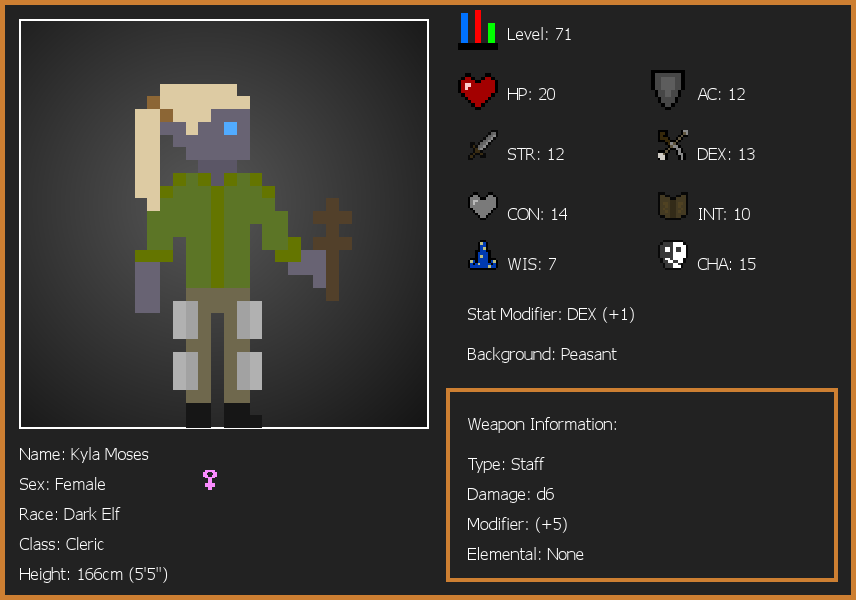 Level: 71
HP: 20
AC: 12
STR: 12
DEX: 13
CON: 14
INT: 10
WIS: 7
CHA: 15
Stat Modifier: DEX (+1)
Background: Peasant
Weapon Information:
Type: Staff
Damage: d6
Modifier: (+5)
Elemental: None
Name: Kyla Moses
Sex: Female
Race: Dark Elf
Class: Cleric
Height: 166cm (5'5")